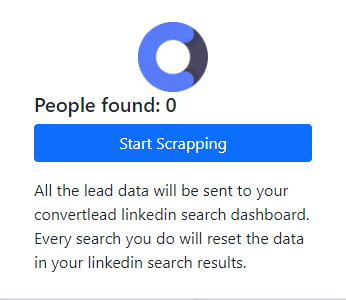 People found: 0
Start Scrapping
All the lead data will be sent to your
convertlead linkedin search dashboard.
Every search you do will reset the data
in your linkedin search results.